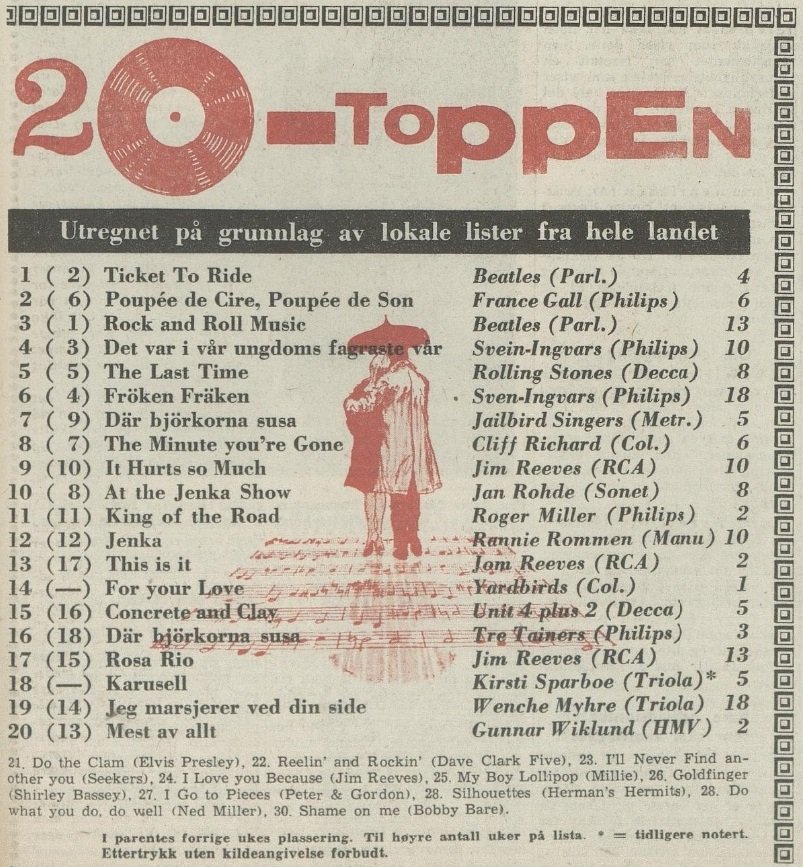 20-TOPPEN
Utregnet på grunnlag av lokale lister fra hele landet
1 ( 2) Ticket To Ride Beatles (Parl.) 4
2 ( 6) Poupée de Cire, Poupée de Son France Gall (Philips) 6
3 ( 1) Rock and Roll Music Beatles (Parl.) 13
4 ( 3) Det var i vår ungdoms fagraste vår Svein-Ingvars (Philips) 10
5 ( 5) The Last Time Rolling Stones (Decca) 8
6 ( 4) Fröken Fräken Sven-Ingvars (Philips) 18
7 ( 9) Där björkorna susa Jailbird Singers (Metr.) 5
8 ( 7) The Minute you're Gone Cliff Richard (Col.) 6
9 (10) It Hurts so Much Jim Reeves (RCA) 10
10 ( 8) At the Jenka Show Jan Rohde (Sonet) 8
11 (11) King of the Road Roger Miller (Philips) 2
12 (12) Jenka Rannie Rommen (Manu) 10
13 (17) This is it Jom Reeves (RCA) 2
14 (—) For your Love Yardbirds (Col.) 1
15 (16) Concrete and Clay Unit 4 plus 2 (Decca) 5
16 (18) Där björkorna susa Tre Tainers (Philips) 3
17 (15) Rosa Rio Jim Reeves (RCA) 13
18 (—) Karusell Kirsti Sparboe (Triola)* 5
19 (14) Jeg marsjerer ved din side Wenche Myhre (Triola) 18
20 (13) Mest av allt Gunnar Wiklund (HMV) 2
21. Do the Clam (Elvis Presley), 22. Reelin' and Rockin' (Dave Clark Five), 23. I'll Never Find an-
other you (Seekers), 24. I Love you Because (Jim Reeves), 25. My Boy Lollipop (Millie), 26. Goldfinger
(Shirley Bassey), 27. I Go to Pieces (Peter & Gordon), 28. Silhouettes (Herman's Hermits), 28. Do
what you do, do well (Ned Miller), 30. Shame on me (Bobby Bare).
I parentes forrige ukes plassering. Til høyre antall uker på lista. * = tidligere notert.
Ettertrykk uten kildeangivelse forbudt.